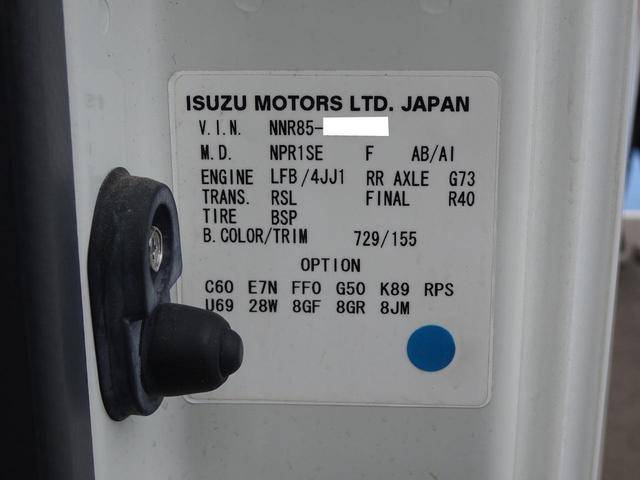 ISUZU MOTORS LTD. JAPAN
V.I.N. NNR85-
M.D. NPR1SE F AB/AI
ENGINE LFB/4JJ1 RR AXLE G73
TRANS. RSL FINAL R40
TIRE BSP
B.COLOR/TRIM 729/155
OPTION
C60 E7N FF0 G50 K89 RPS
U69 28W 8GF 8GR 8JM